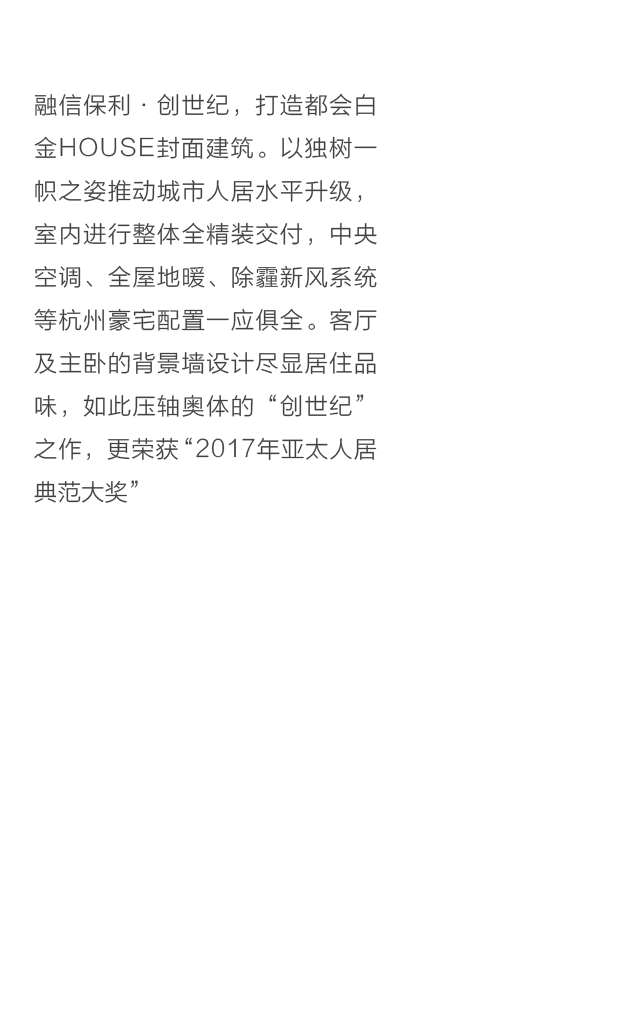 融信保利·创世纪，打造都会白
金HOUSE封面建筑。以独树一
帜之姿推动城市人居水平升级，
室内进行整体全精装交付，中央
空调、全屋地暖、除霾新风系统
等杭州豪宅配置一应俱全。客厅
及主卧的背景墙设计尽显居住品
味，如此压轴奥体的“创世纪”
之作，更荣获“2017年亚太人居
典范大奖”